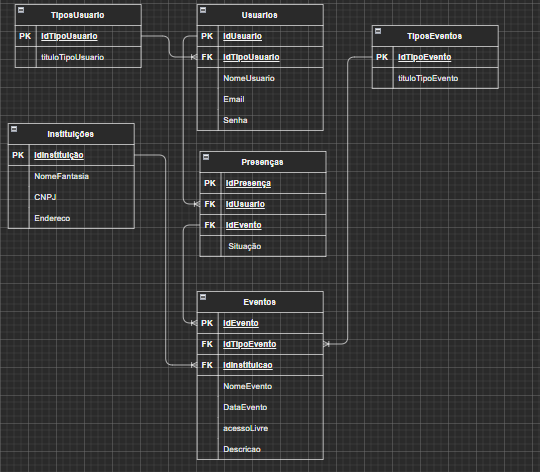 TiposUsuario
PK IdTipoUsuario
tituloTipoUsuario
Usuarios
PK IdUsuario
FK IdTipoUsuario
NomeUsuario
Email
Senha
TiposEventos
PK IdTipoEvento
tituloTipoEvento
Instituições
PK IdInstituição
NomeFantasia
CNPJ
Endereco
Presenças
PK IdPresença
FK IdUsuario
FK IdEvento
Situação
Eventos
PK IdEvento
FK IdTipoEvento
FK IdInstituicao
NomeEvento
DataEvento
acessoLivre
Descricao